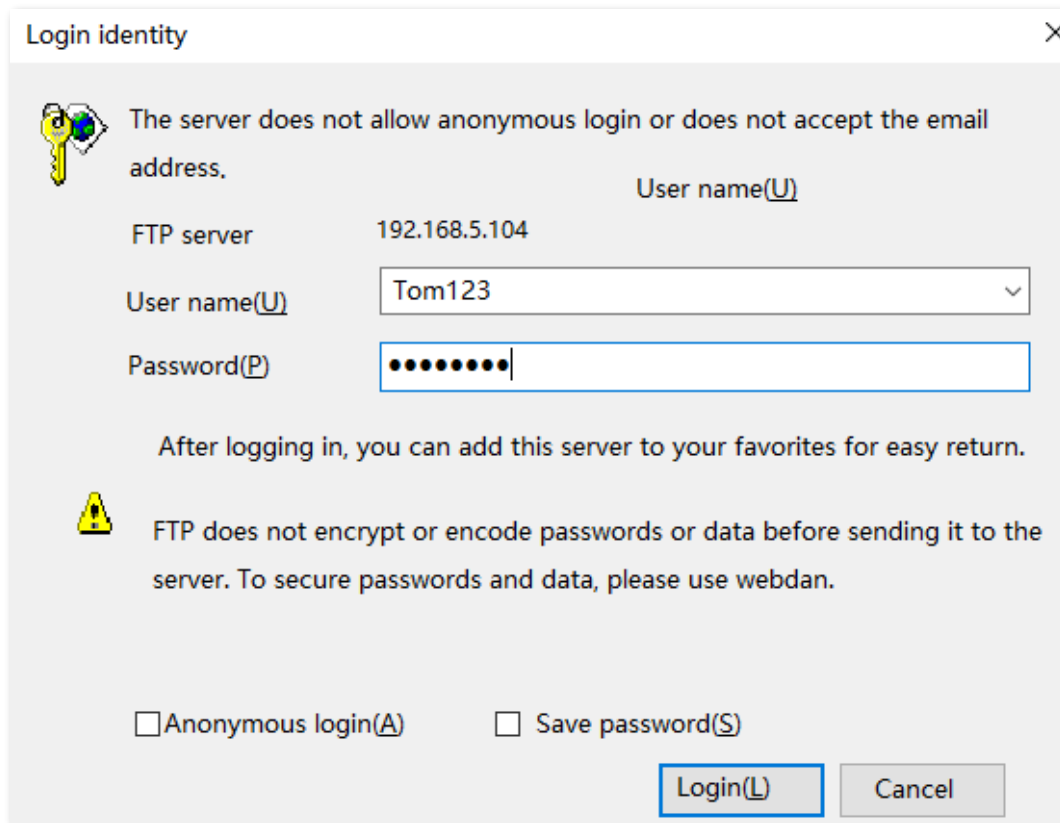 Login identity
The server does not allow anonymous login or does not accept the email
address.
User name(U)
FTP server 192.168.5.104
User name(U) Tom123
Password(P) ●●●●●●●●
After logging in, you can add this server to your favorites for easy return.
FTP does not encrypt or encode passwords or data before sending it to the
server. To secure passwords and data, please use webdan.
Anonymous login(A) Save password(S)
Login(L) Cancel